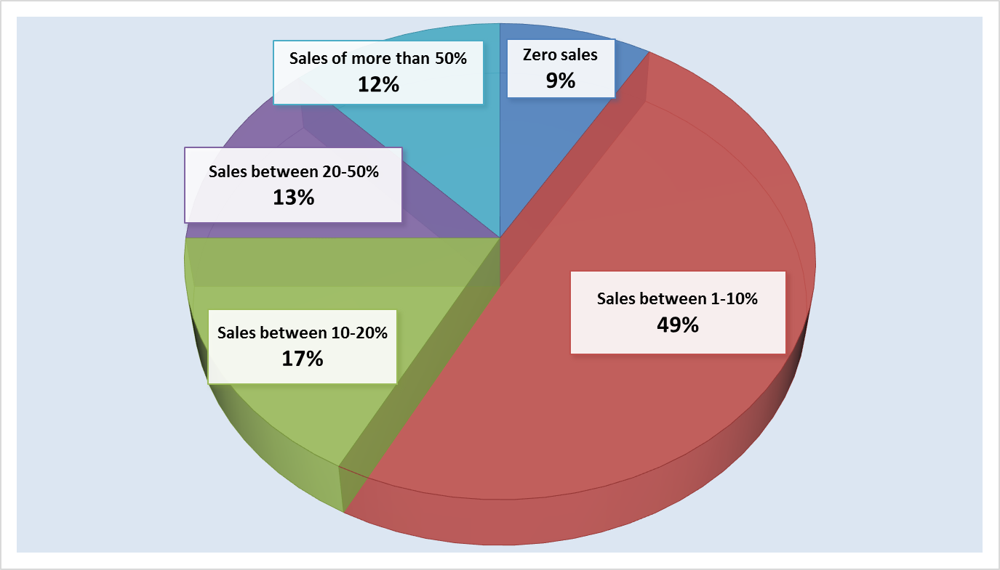 Sales of more than 50%
12%
Zero sales
9%
Sales between 20-50%
13%
Sales between 1-10%
49%
Sales between 10-20%
17%